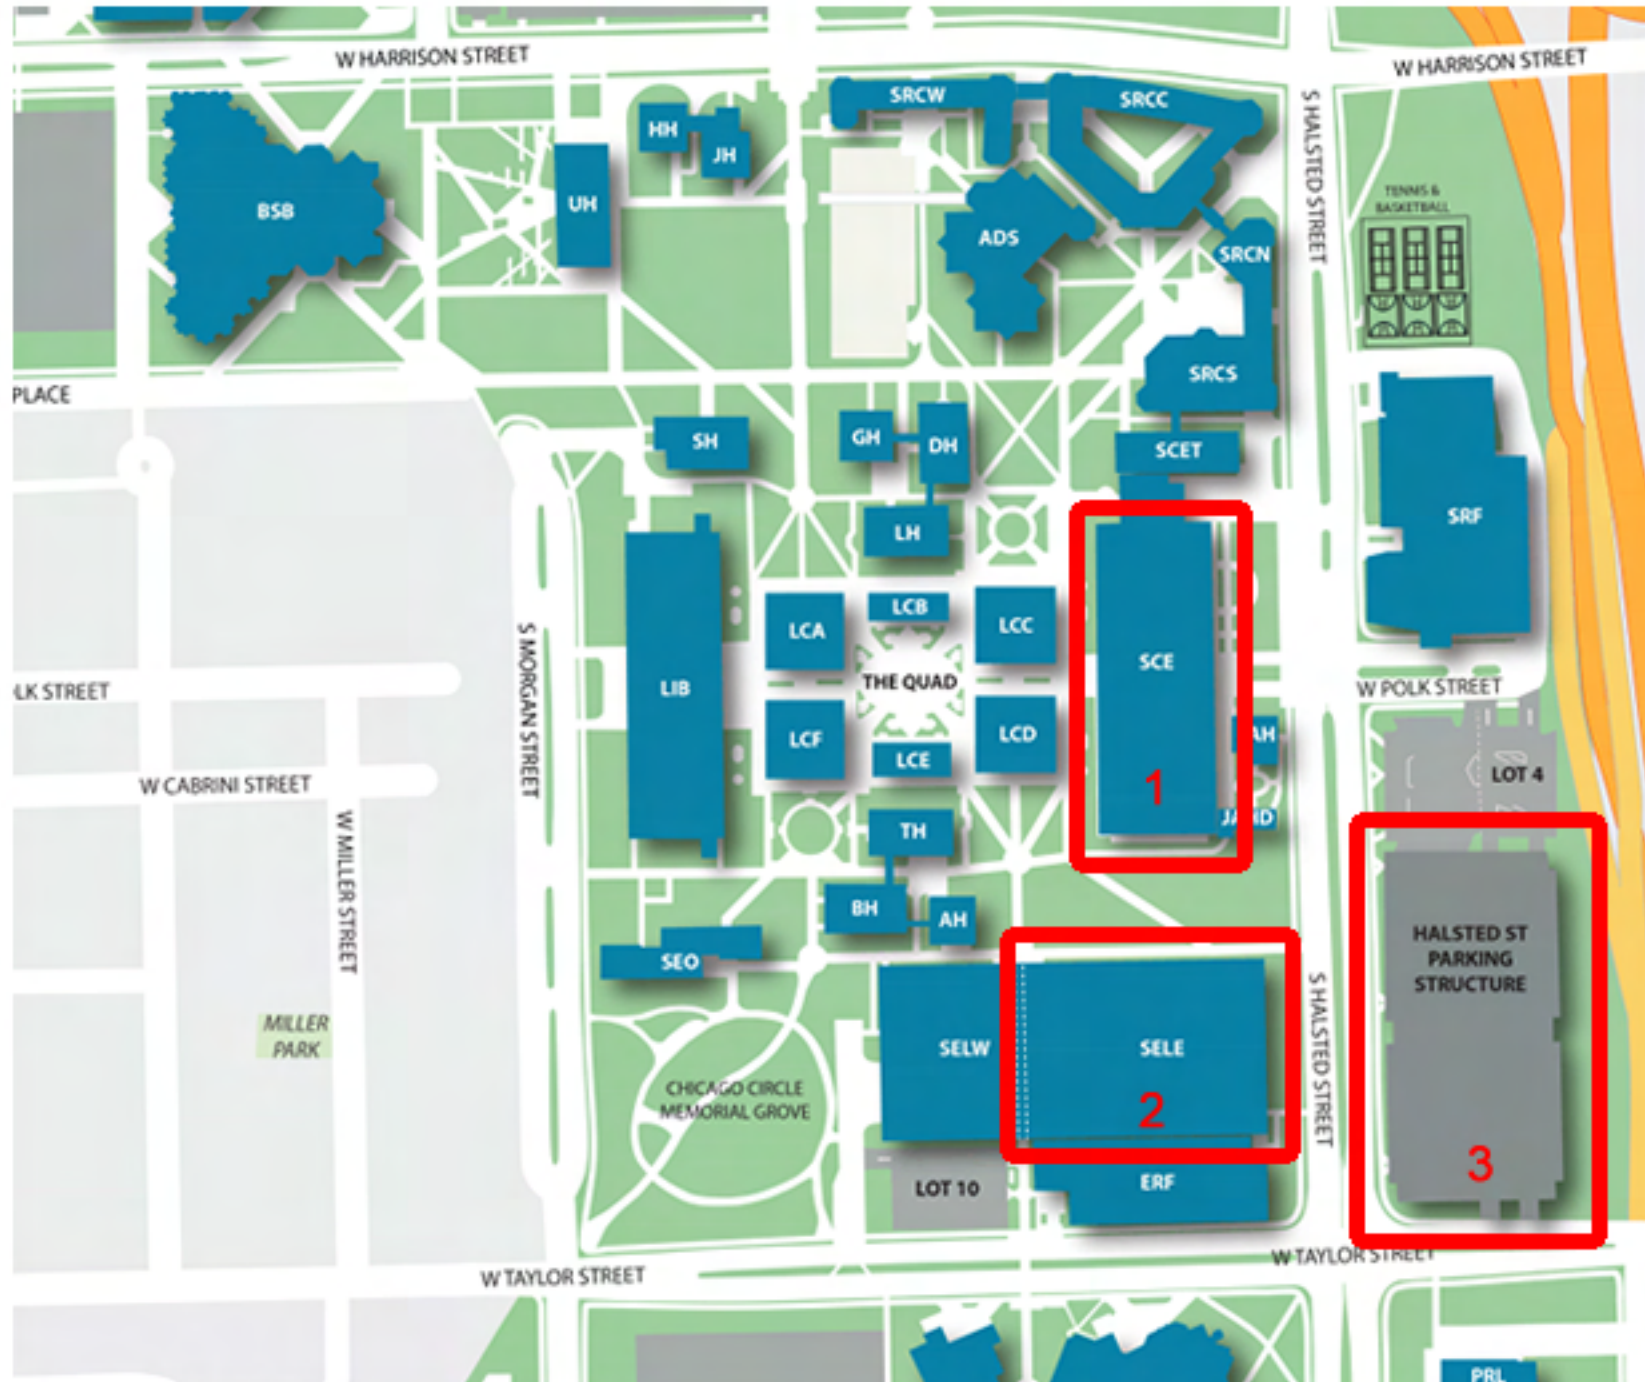 W HARRISON STREET
W HARRISON STREET
SRCW
SRCC
HH
JH
S HALSTED STREET
UH
BSB
TENNIS &
BASKETBALL
ADS
SRCN
SRCS
PLACE
SH
GH
DH
SCET
SRF
LH
LCB
LCA
LCC
SCE
THE QUAD
LIB
LK STREET
W POLK STREET
S MORGAN STREET
LCF
LCD
AH
LCE
LOT 4
W CABRINI STREET
1
TH
W MILLER STREET
BH
AH
HALSTED ST
PARKING
STRUCTURE
SEO
S HALSTED STREET
MILLER
PARK
SELW
SELE
CHICAGO CIRCLE
MEMORIAL GROVE
2
3
LOT 10
ERF
W TAYLOR STREET
W TAYLOR STREET
PRL